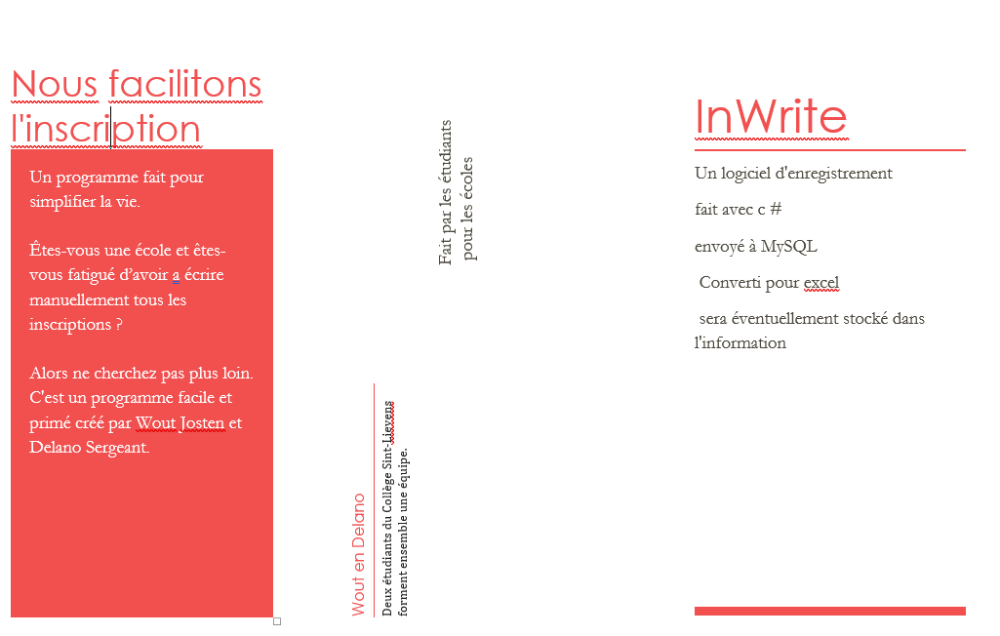 Nous facilitons
l'inscription
Un programme fait pour
simplifier la vie.
Êtes-vous une école et êtes-
vous fatigué d’avoir a écrire
manuellement tous les
inscriptions ?
Alors ne cherchez pas plus loin.
C'est un programme facile et
primé créé par Wout Josten et
Delano Sergeant.
Wout en Delano
Deux étudiants du Collège Sint-Lievens
forment ensemble une équipe.
Fait par les étudiants
pour les écoles
InWrite
Un logiciel d'enregistrement
fait avec c #
envoyé à MySQL
Converti pour excel
sera éventuellement stocké dans
l'information